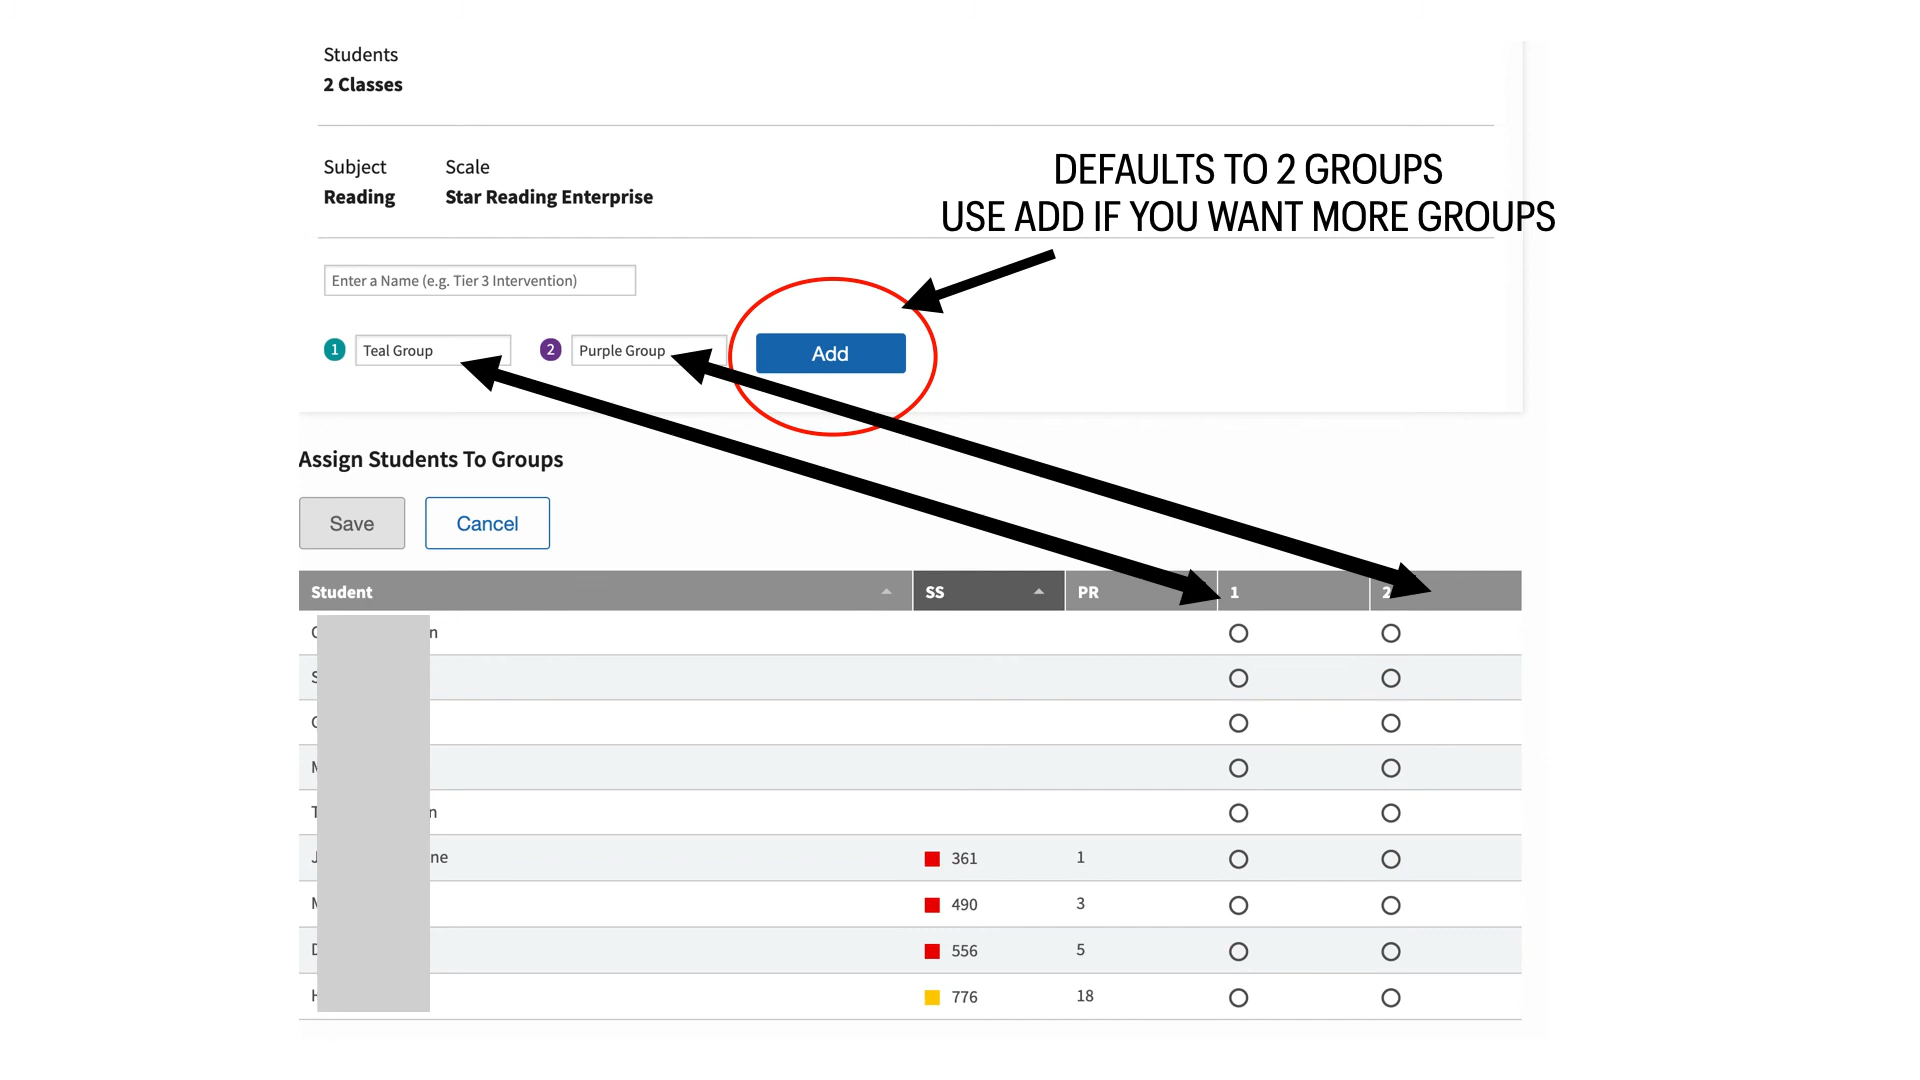 Students
2 Classes
Subject Scale
Reading Star Reading Enterprise
DEFAULTS TO 2 GROUPS
USE ADD IF YOU WANT MORE GROUPS
Enter a Name (e.g. Tier 3 Intervention)
1 Teal Group 2 Purple Group Add
Assign Students To Groups
Save Cancel
Student SS PR 1 2
361 1
490 3
556 5
776 18